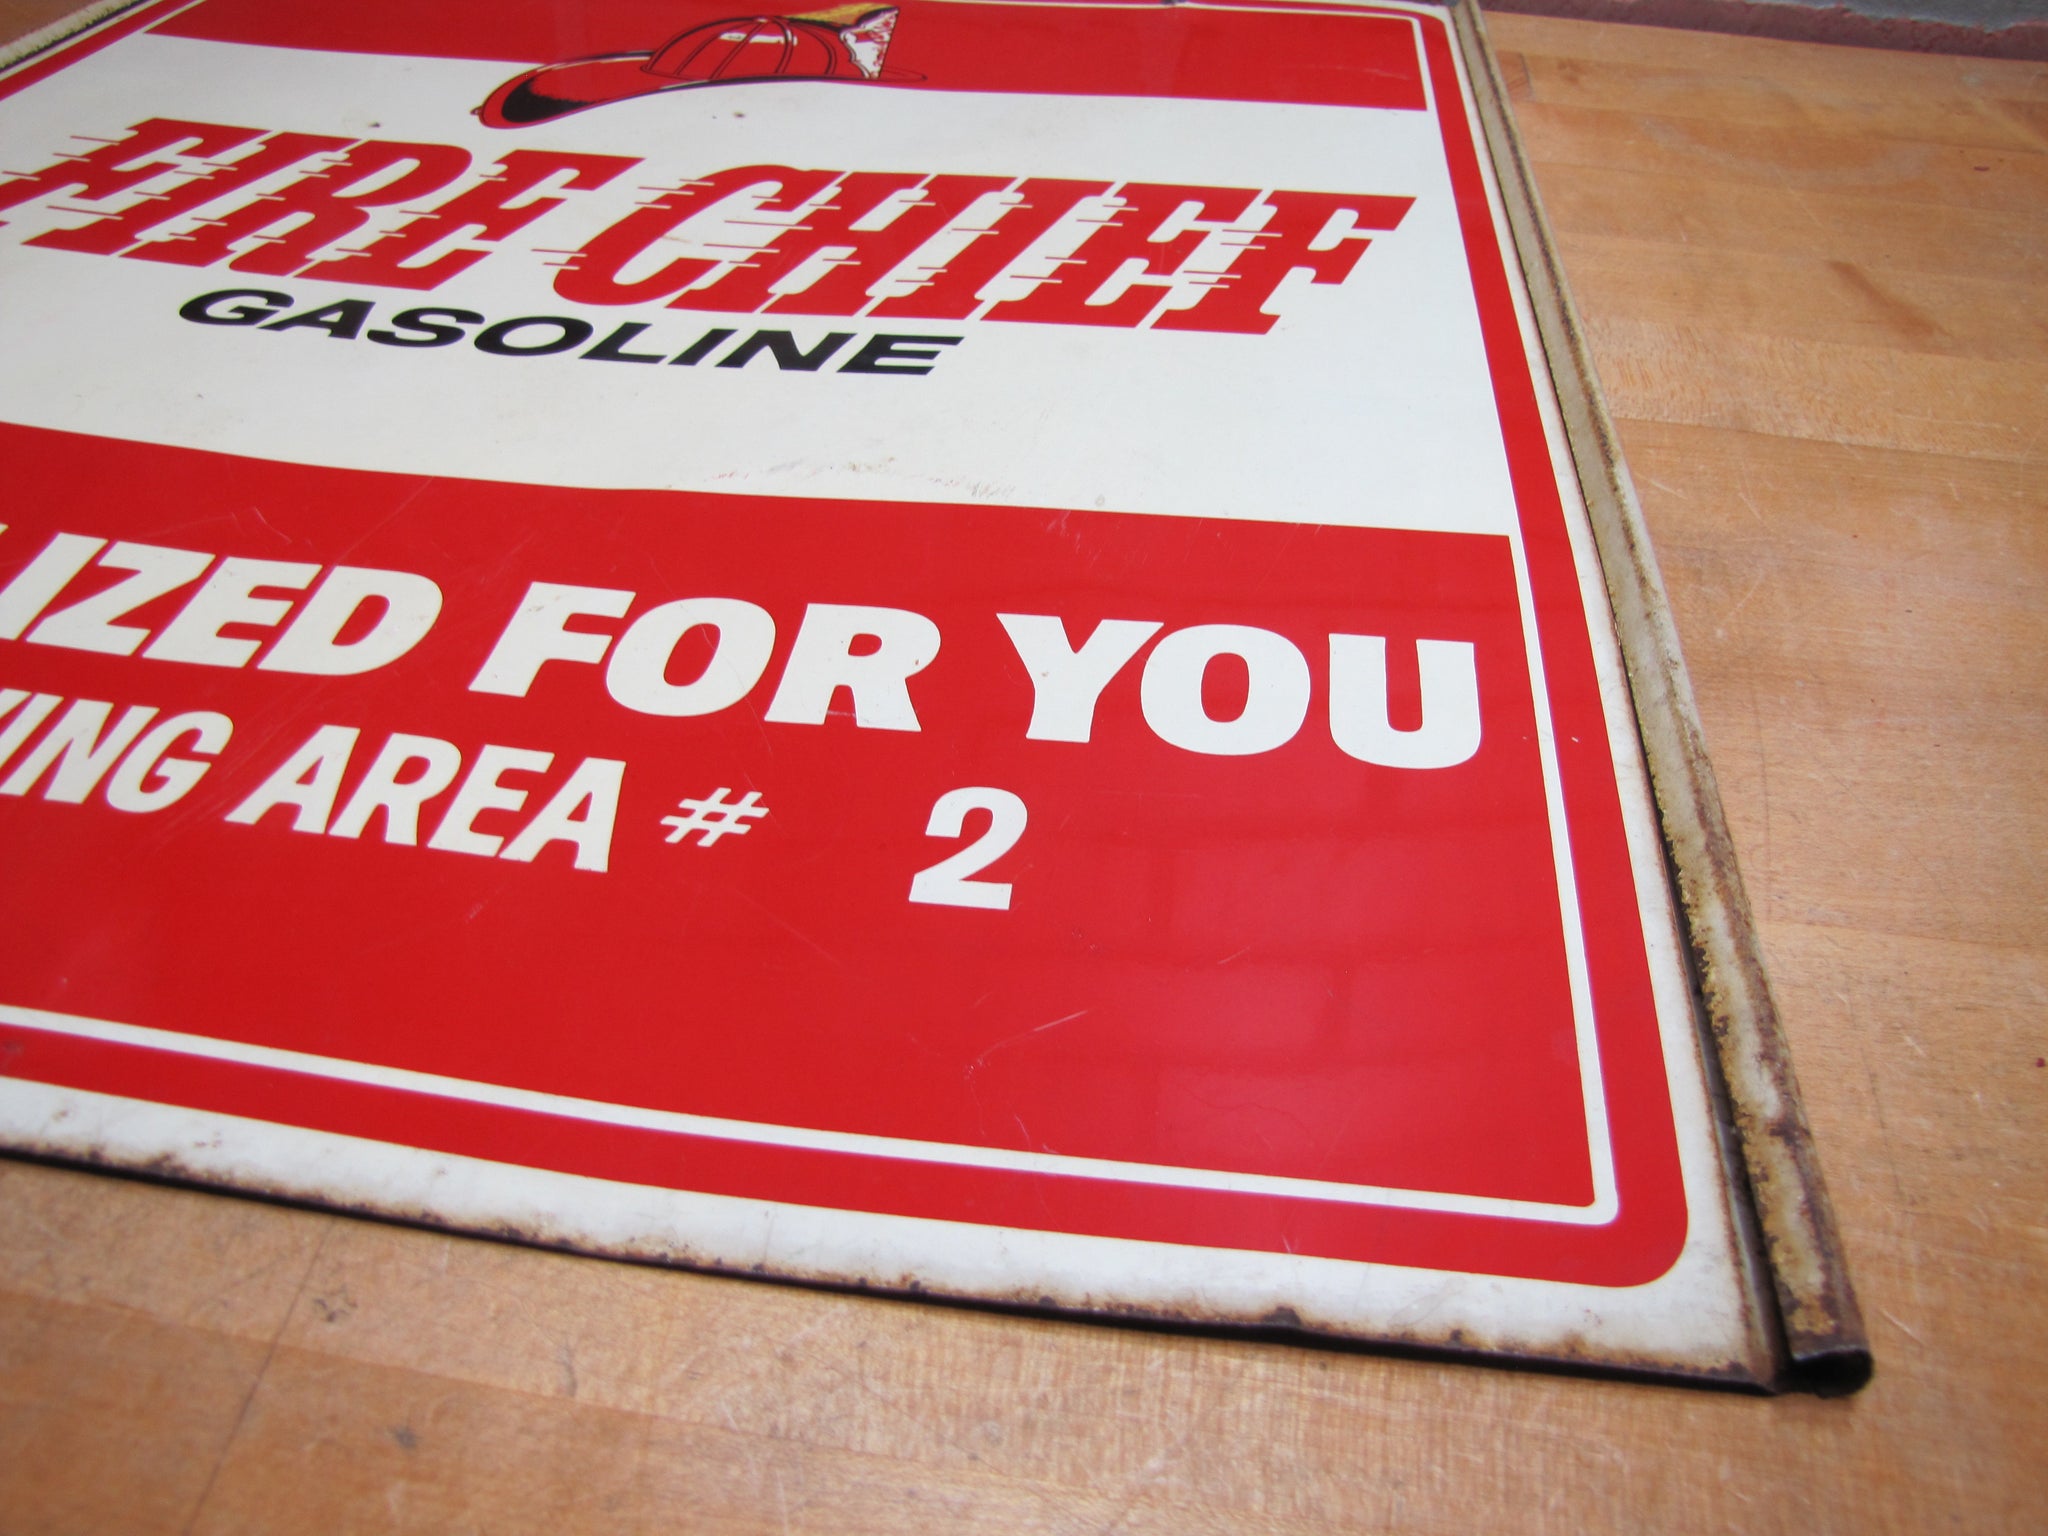 FIRE CHIEF
GASOLINE
LIZED FOR YOU
ING AREA # 2